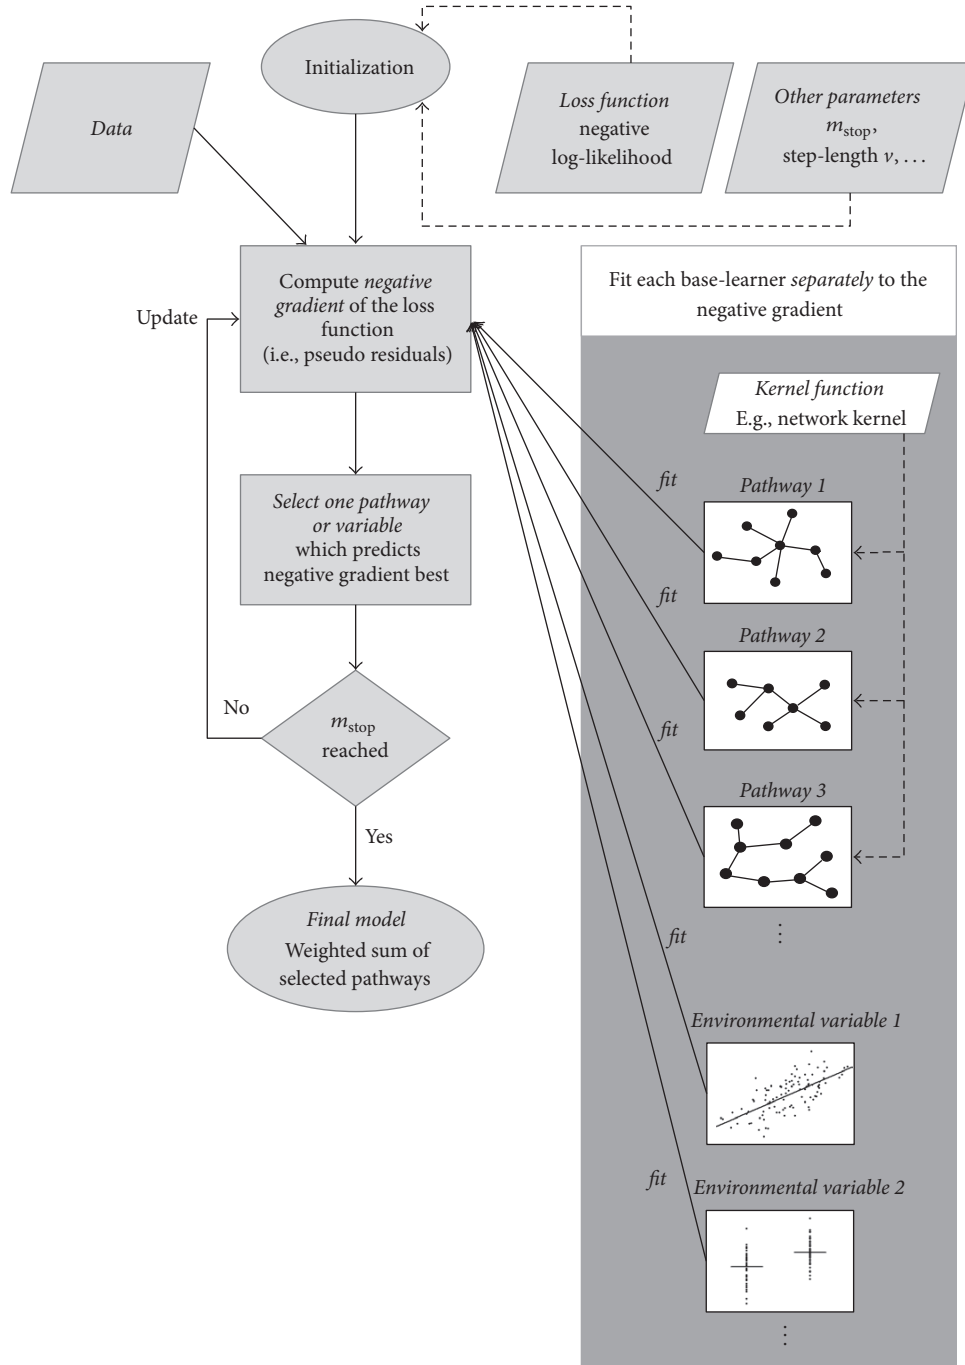 Initialization
Data
Loss function
negative
log-likelihood
Other parameters
m_stop,
step-length ν, …
Compute negative
gradient of the loss
function
(i.e., pseudo residuals)
Update
Fit each base-learner separately to the
negative gradient
Kernel function
E.g., network kernel
Select one pathway
or variable
which predicts
negative gradient best
fit
Pathway 1
fit
Pathway 2
No
m_stop
reached
fit
Pathway 3
Yes
Final model
Weighted sum of
selected pathways
⋮
fit
Environmental variable 1
fit
Environmental variable 2
⋮